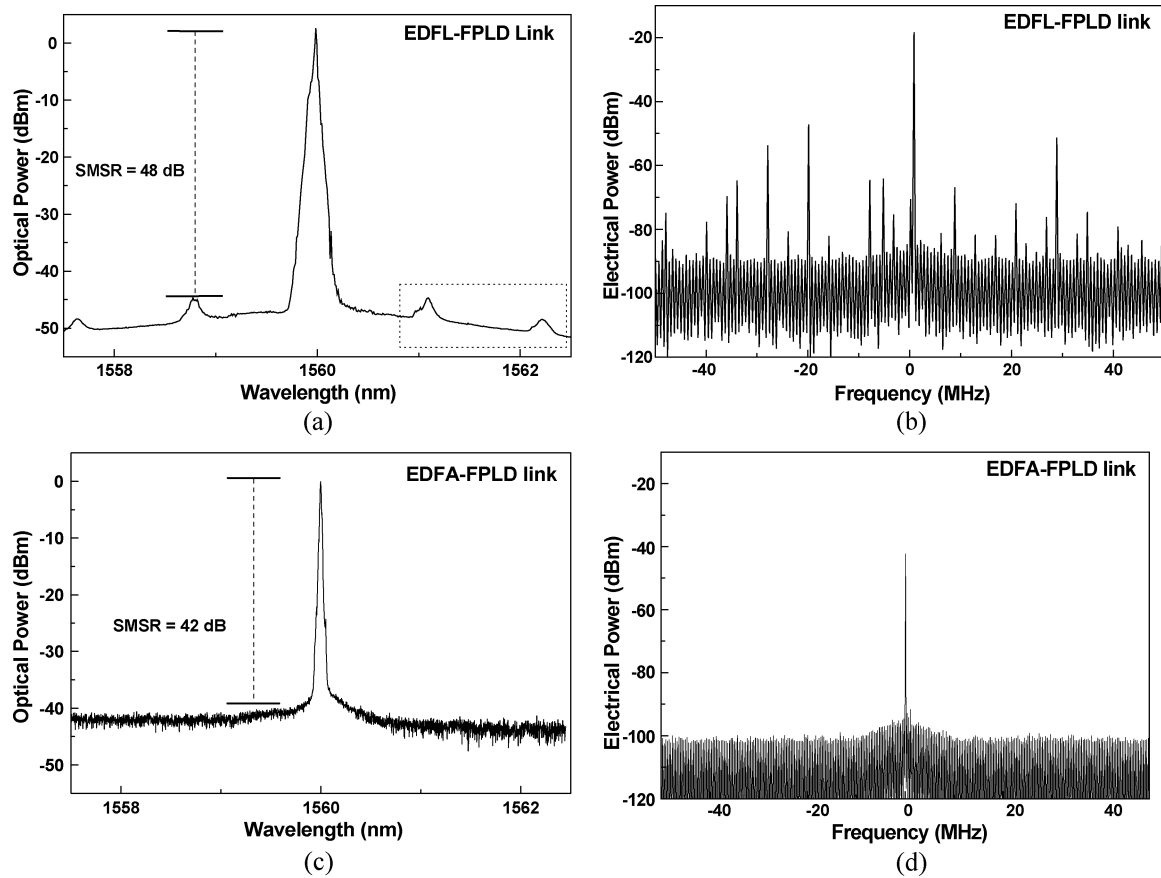 EDFL-FPLD Link
0
-10
-20
-30
-40
-50
Optical Power (dBm)
SMSR = 48 dB
1558
1560
1562
Wavelength (nm)
(a)
EDFL-FPLD link
-20
-40
-60
-80
-100
-120
Electrical Power (dBm)
-40
-20
0
20
40
Frequency (MHz)
(b)
EDFA-FPLD link
0
-10
-20
-30
-40
-50
Optical Power (dBm)
SMSR = 42 dB
1558
1560
1562
Wavelength (nm)
(c)
EDFA-FPLD link
-20
-40
-60
-80
-100
-120
Electrical Power (dBm)
-40
-20
0
20
40
Frequency (MHz)
(d)